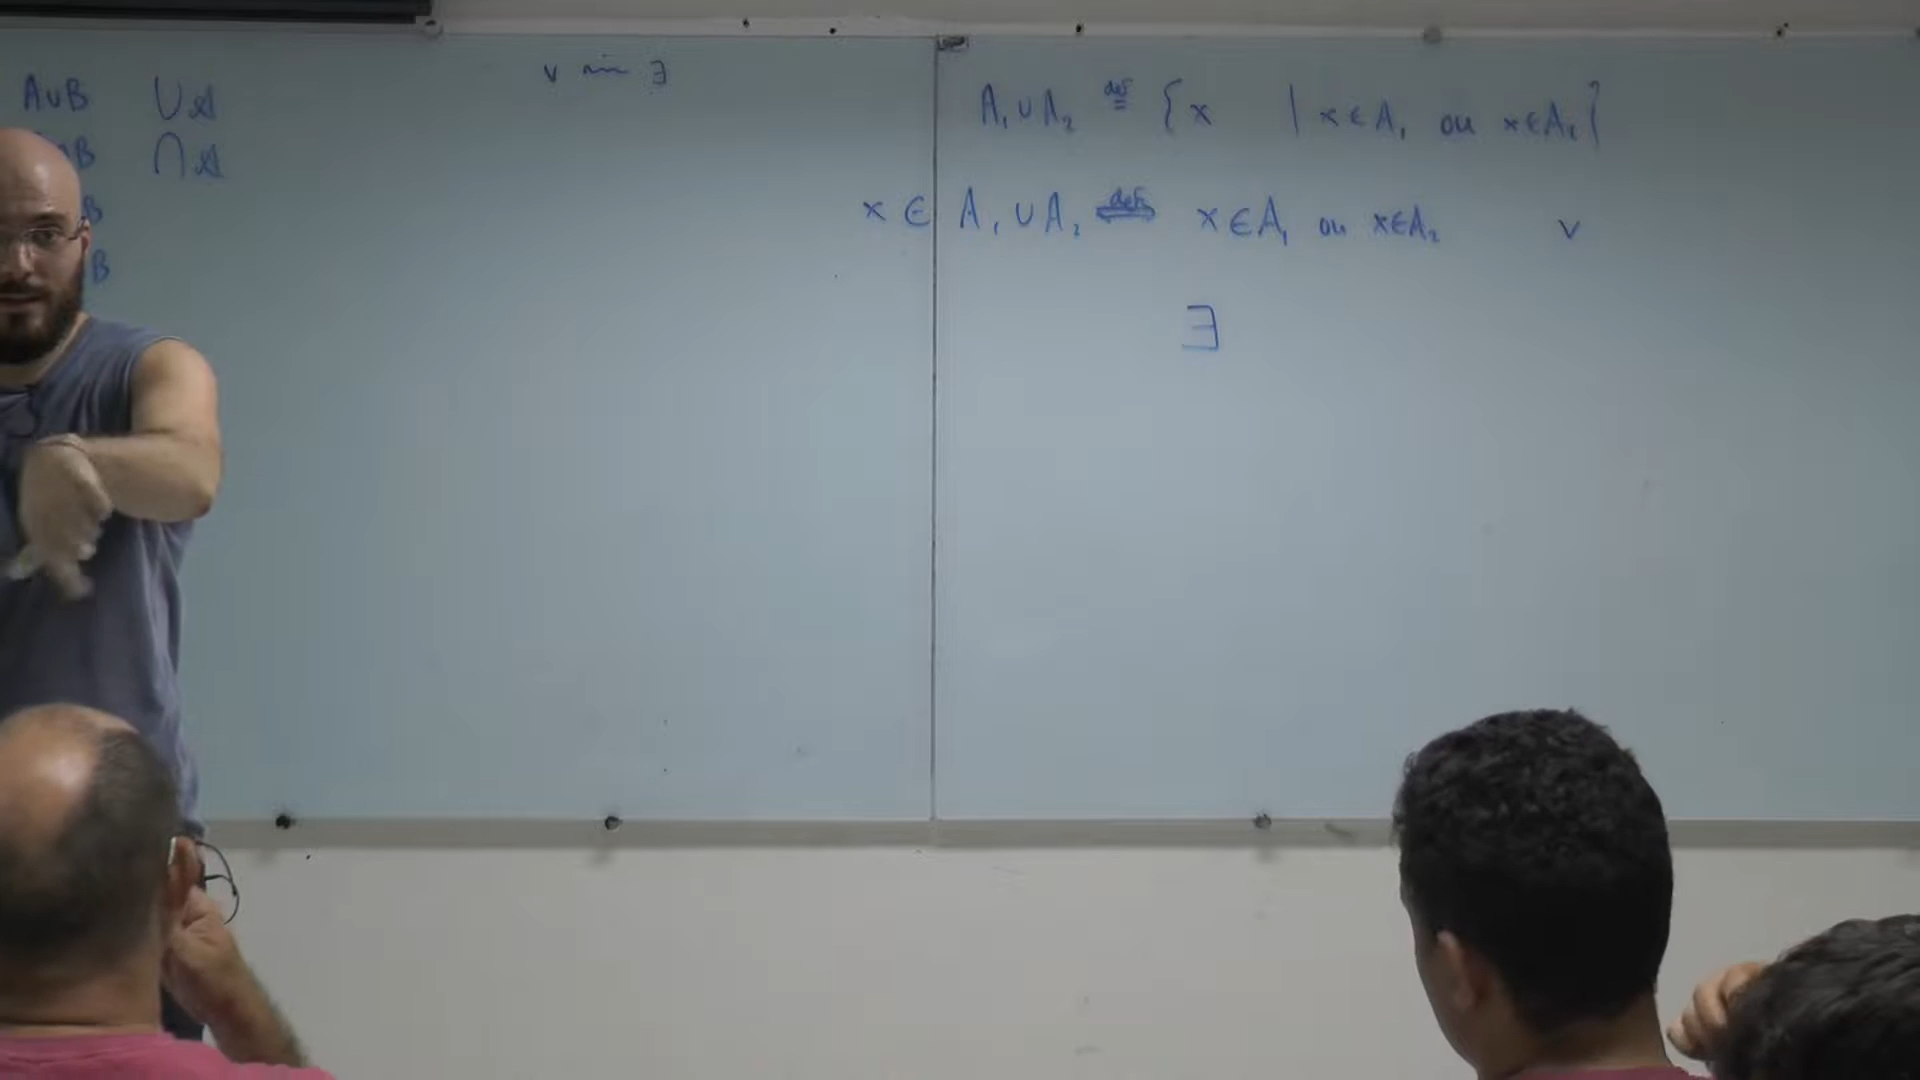 A∪B ∪𝒜
∩B ∩𝒜
B
B
∨ ⇝ ∃
A₁∪A₂ ≝ {x | x∈A₁ ou x∈A₂}
x ∈ A₁∪A₂ ⟺def x∈A₁ ou x∈A₂ ∨
∃